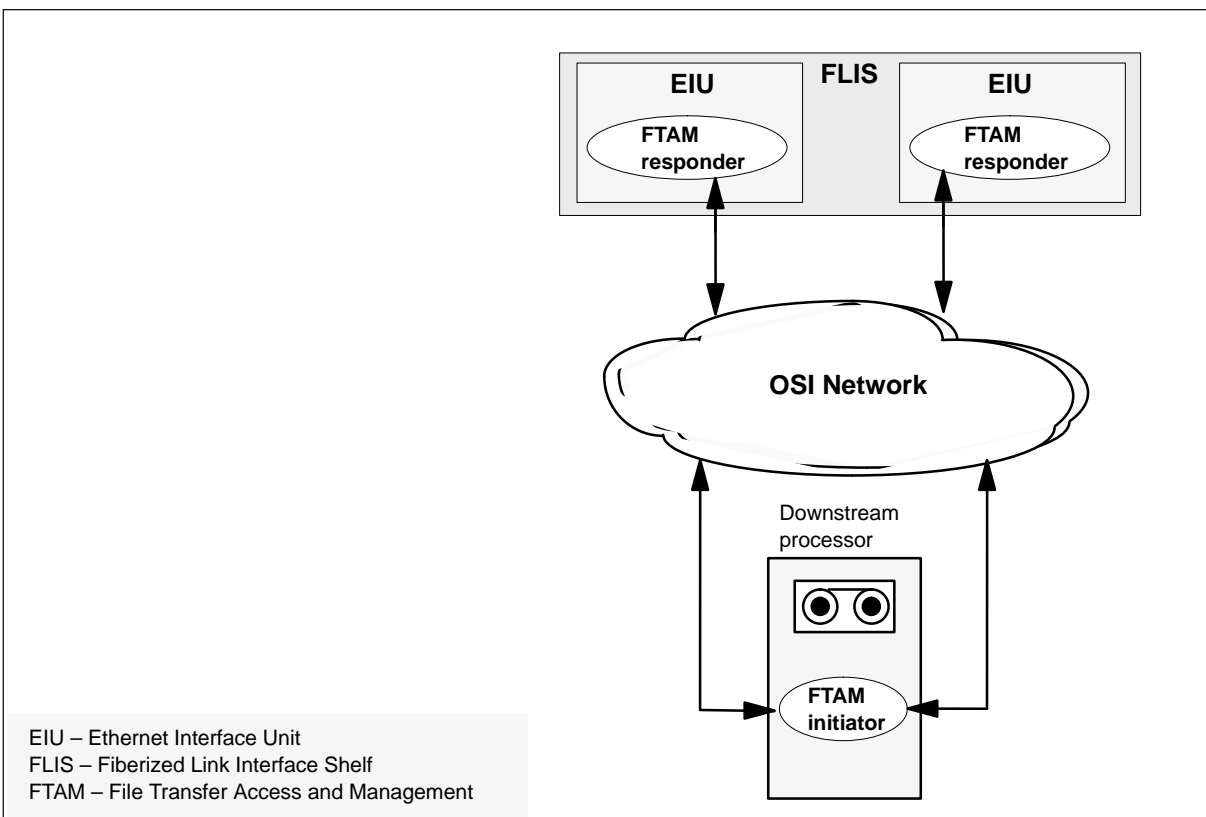 FLIS
EIU
EIU
FTAM
responder
FTAM
responder
OSI Network
Downstream
processor
FTAM
initiator
EIU – Ethernet Interface Unit
FLIS – Fiberized Link Interface Shelf
FTAM – File Transfer Access and Management